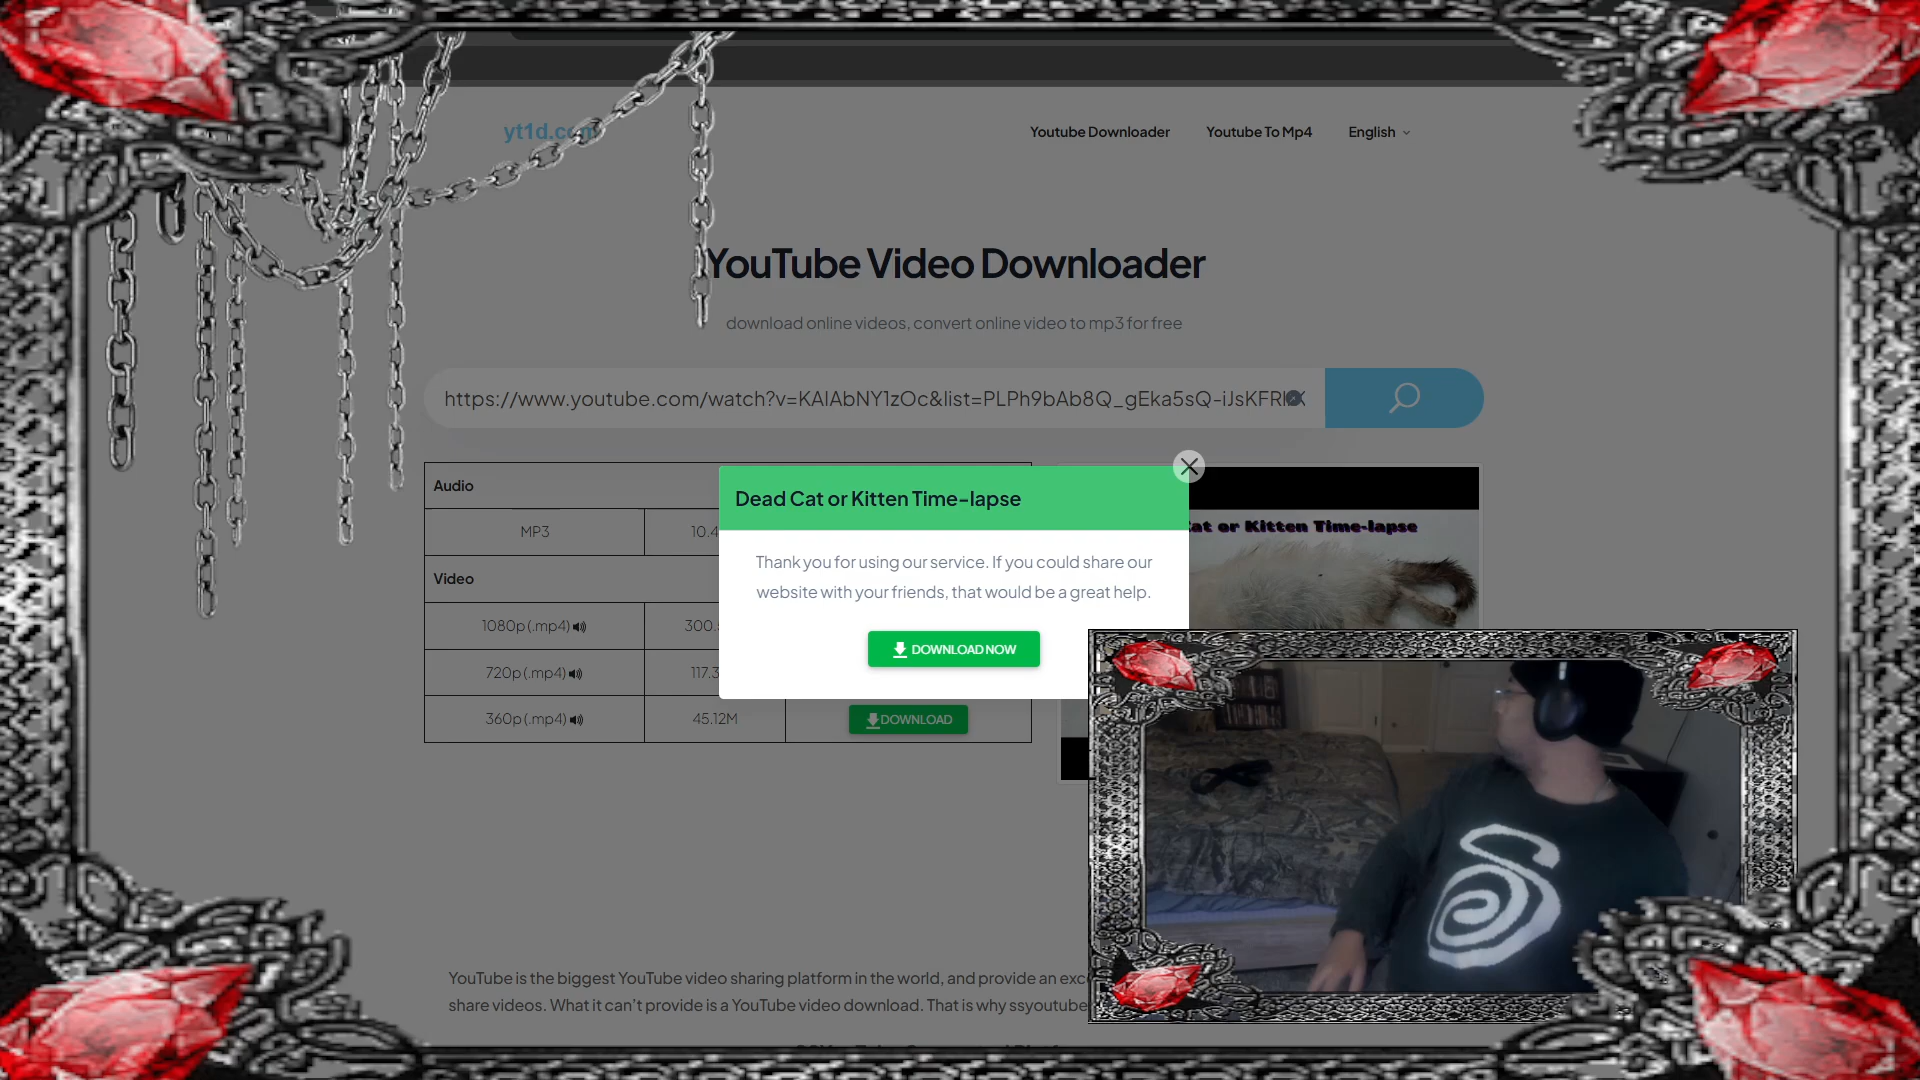 yt1d.com
Youtube Downloader
Youtube To Mp4
English
YouTube Video Downloader
download online videos, convert online video to mp3 for free
https://www.youtube.com/watch?v=KAlAbNY1zOc&list=PLPh9bAb8Q_gEka5sQ-iJsKFRI
Audio
MP3
10.4
Video
1080p (.mp4)
300.
720p (.mp4)
117.3
360p (.mp4)
45.12M
DOWNLOAD
Dead Cat or Kitten Time-lapse
Thank you for using our service. If you could share our
website with your friends, that would be a great help.
DOWNLOAD NOW
Cat or Kitten Time-lapse
YouTube is the biggest YouTube video sharing platform in the world, and provide an exc
share videos. What it can't provide is a YouTube video download. That is why ssyoutube